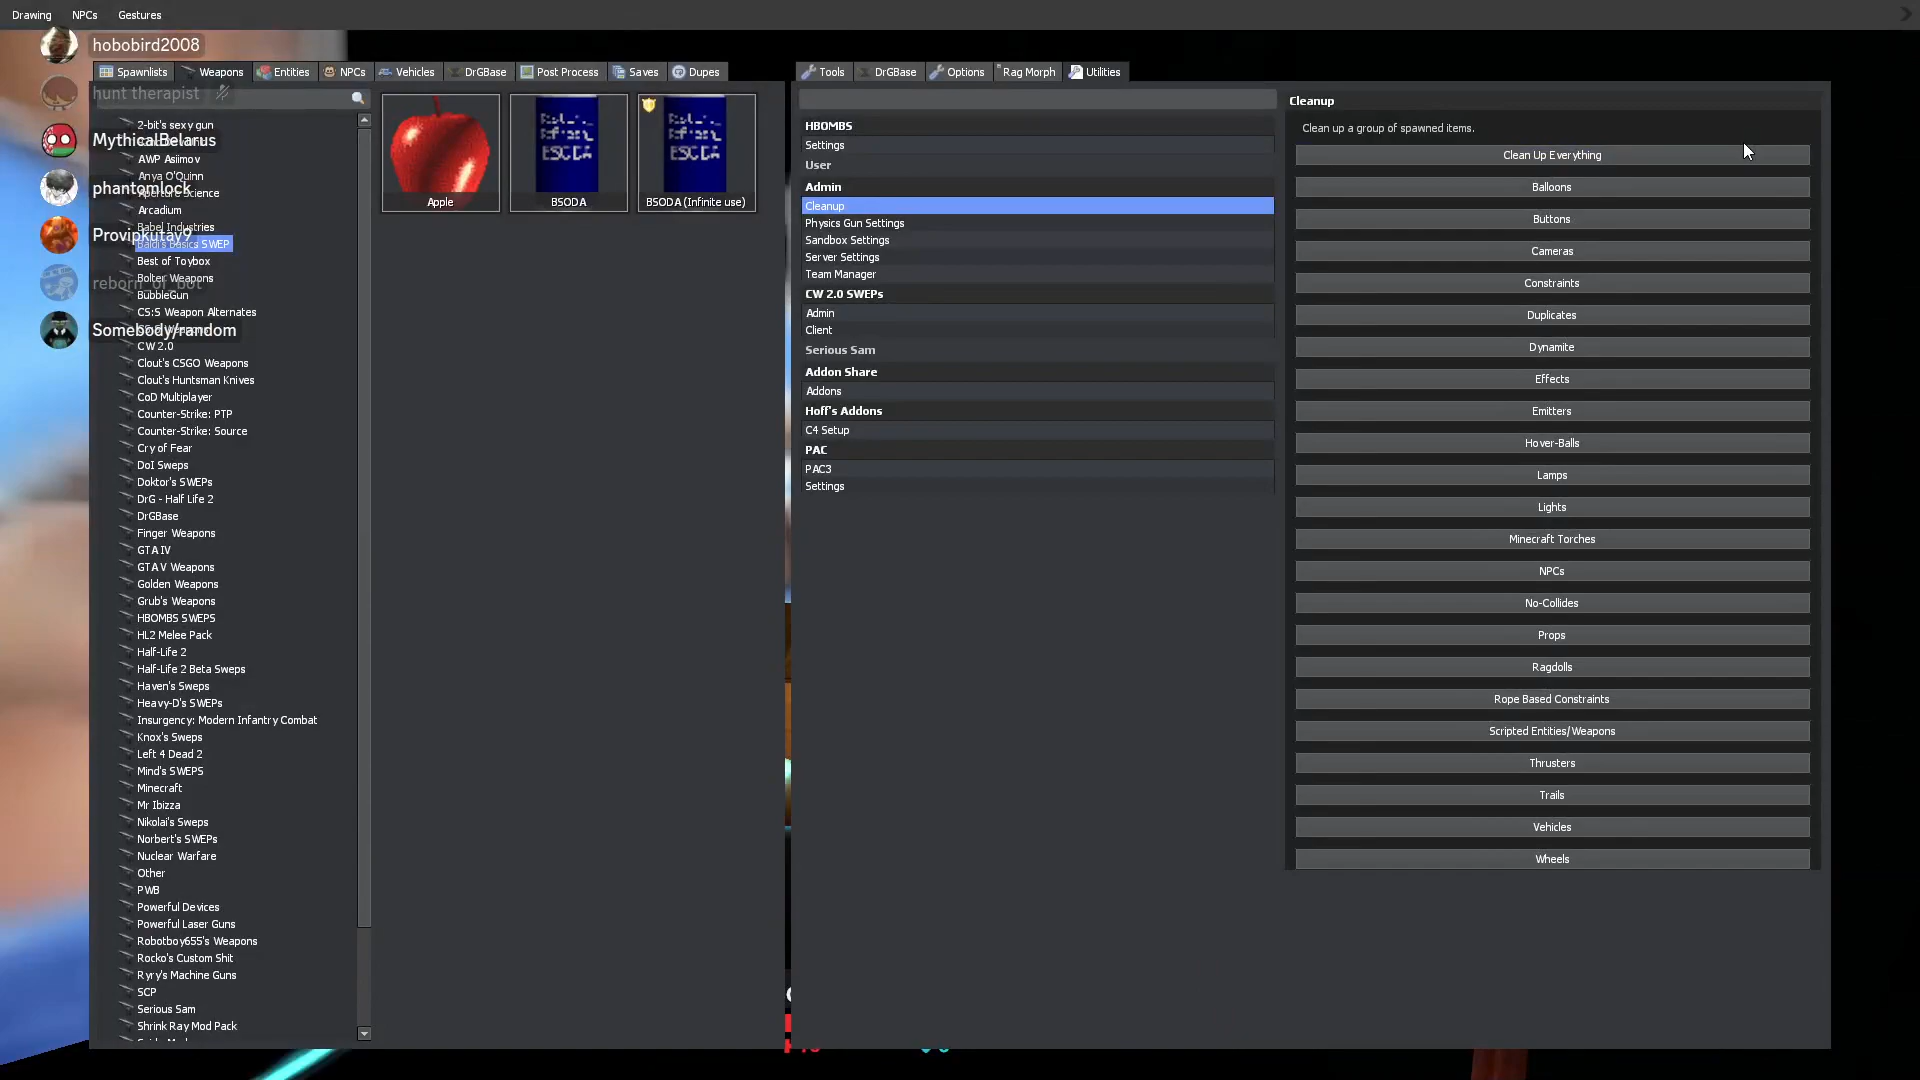 Drawing NPCs Gestures
hobobird2008
hunt therapist
MythicalBelarus
phantomlock
Provipkutay9
reborn_of_bot
Somebody/random
Spawnlists Weapons Entities NPCs Vehicles DrGBase Post Process Saves Dupes
2-bit's sexy gun
AWP Asiimov
Anya O'Quinn
Aperture Science
Arcadium
Babel Industries
Baldi's Basics SWEP
Best of Toybox
Bolter Weapons
BubbleGun
CS:S Weapon Alternates
CW 2.0
Clout's CSGO Weapons
Clout's Huntsman Knives
CoD Multiplayer
Counter-Strike: PTP
Counter-Strike: Source
Cry of Fear
DoI Sweps
Doktor's SWEPs
DrG - Half Life 2
DrGBase
Finger Weapons
GTA IV
GTA V Weapons
Golden Weapons
Grub's Weapons
HBOMBS SWEPS
HL2 Melee Pack
Half-Life 2
Half-Life 2 Beta Sweps
Haven's Sweps
Heavy-D's SWEPs
Insurgency: Modern Infantry Combat
Knox's Sweps
Left 4 Dead 2
Mind's SWEPS
Minecraft
Mr Ibizza
Nikolai's Sweps
Norbert's SWEPs
Nuclear Warfare
Other
PWB
Powerful Devices
Powerful Laser Guns
Robotboy655's Weapons
Rocko's Custom Shit
Ryry's Machine Guns
SCP
Serious Sam
Shrink Ray Mod Pack
Apple
BSODA
BSODA (Infinite use)
Tools DrGBase Options Rag Morph Utilities
HBOMBS
Settings
User
Admin
Cleanup
Physics Gun Settings
Sandbox Settings
Server Settings
Team Manager
CW 2.0 SWEPs
Admin
Client
Serious Sam
Addon Share
Addons
Hoff's Addons
C4 Setup
PAC
PAC3
Settings
Cleanup
Clean up a group of spawned items.
Clean Up Everything
Balloons
Buttons
Cameras
Constraints
Duplicates
Dynamite
Effects
Emitters
Hover-Balls
Lamps
Lights
Minecraft Torches
NPCs
No-Collides
Props
Ragdolls
Rope Based Constraints
Scripted Entities/Weapons
Thrusters
Trails
Vehicles
Wheels